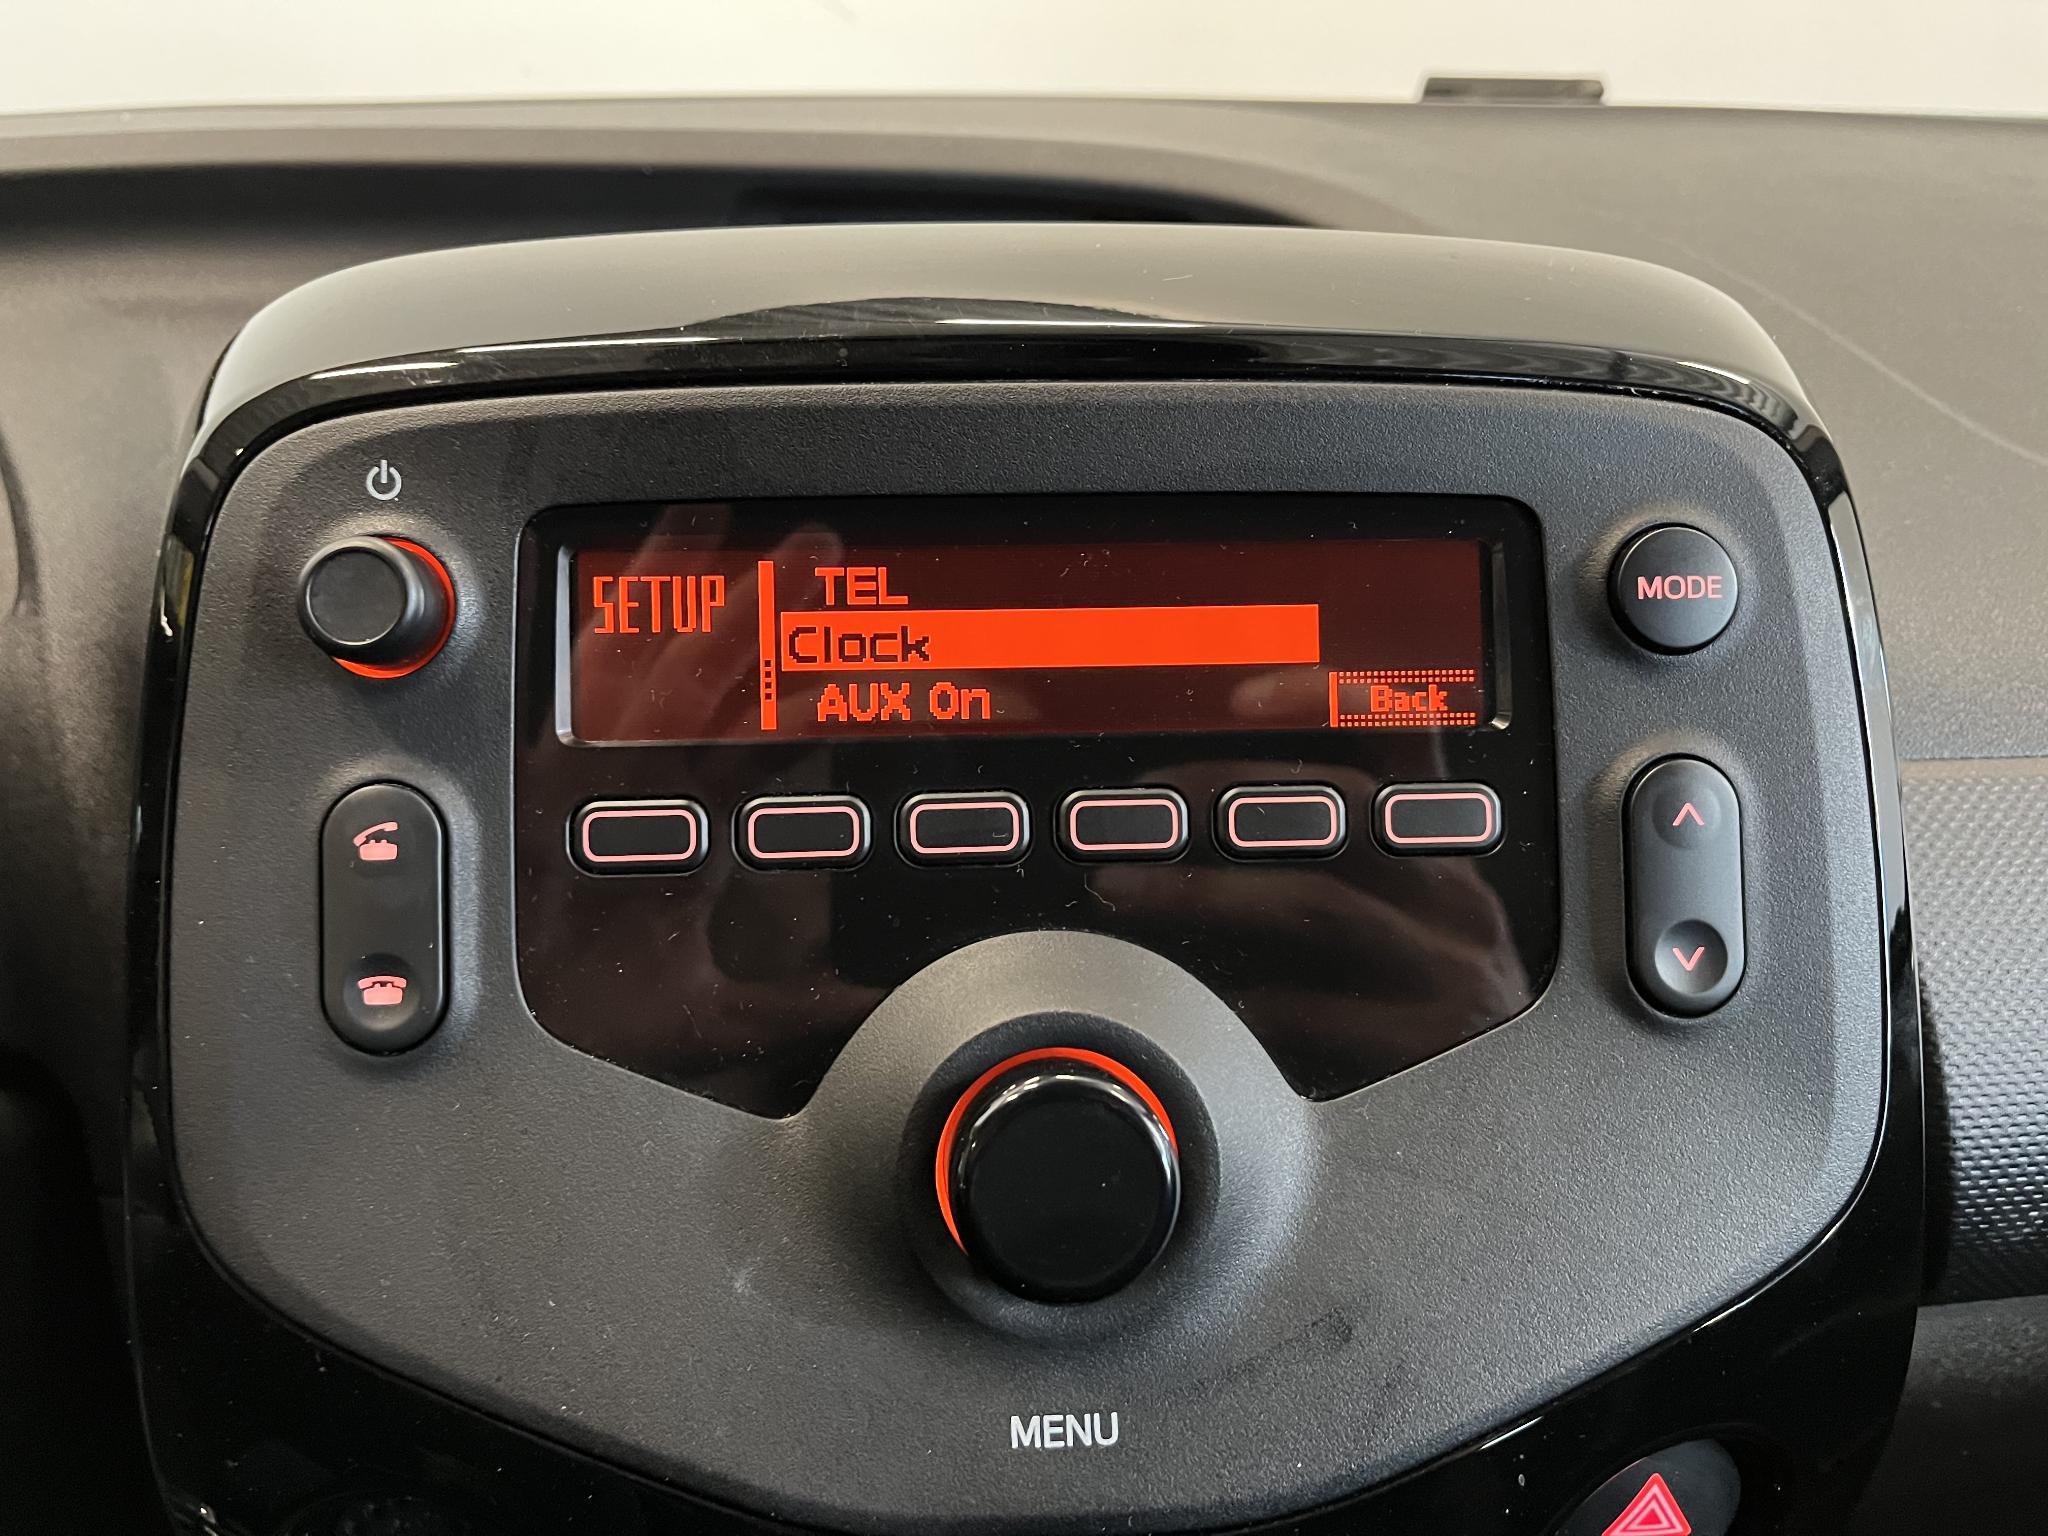 SETUP
TEL
Clock
AUX On
Back
MODE
MENU